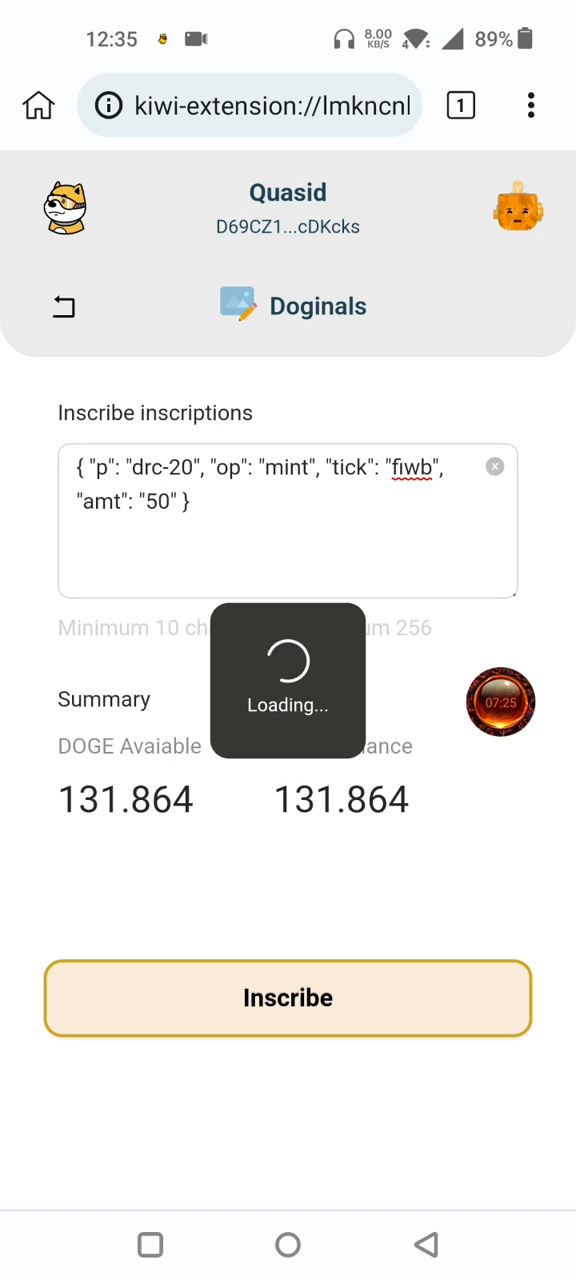 12:35
8.00
KB/S
4
89%
kiwi-extension://lmkncnl
1
Quasid
D69CZ1...cDKcks
Doginals
Inscribe inscriptions
{ "p": "drc-20", "op": "mint", "tick": "fiwb",
"amt": "50" }
Minimum 10 ch
um 256
Loading...
Summary
07:25
DOGE Avaiable
ance
131.864
131.864
Inscribe